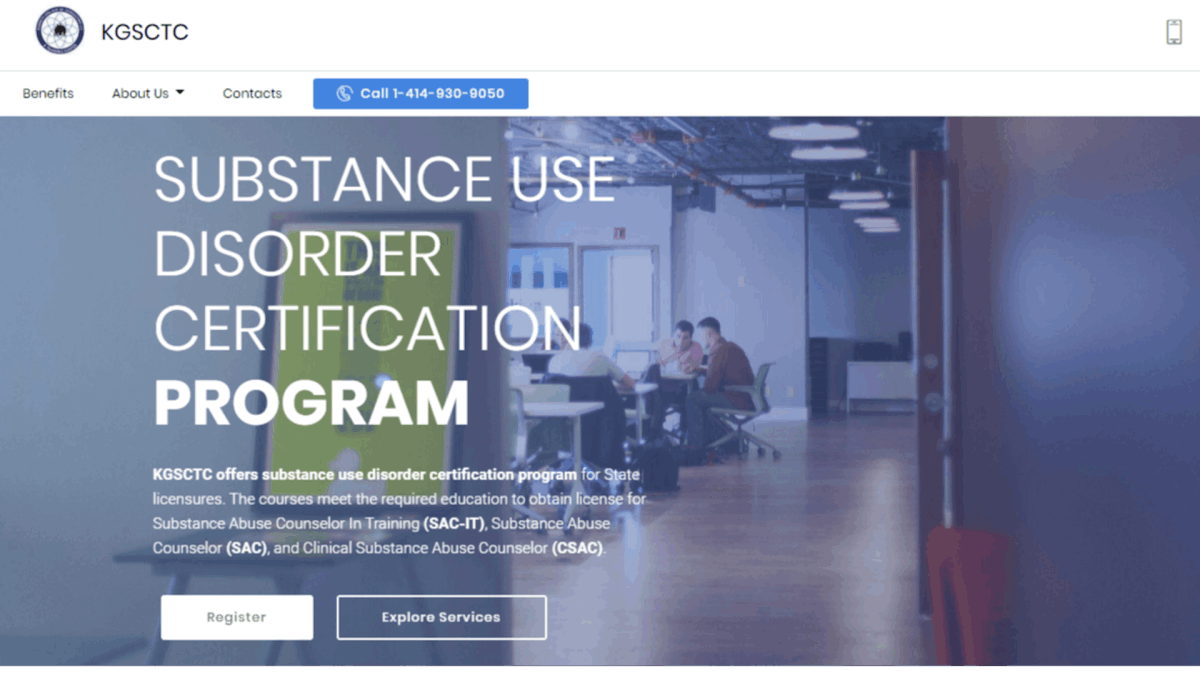 KGSCTC
Benefits
About Us
Contacts
Call 1-414-930-9050
SUBSTANCE USE
DISORDER
CERTIFICATION
PROGRAM
KGSCTC offers substance use disorder certification program for State
licensures. The courses meet the required education to obtain license for
Substance Abuse Counselor In Training (SAC-IT), Substance Abuse
Counselor (SAC), and Clinical Substance Abuse Counselor (CSAC).
Register
Explore Services